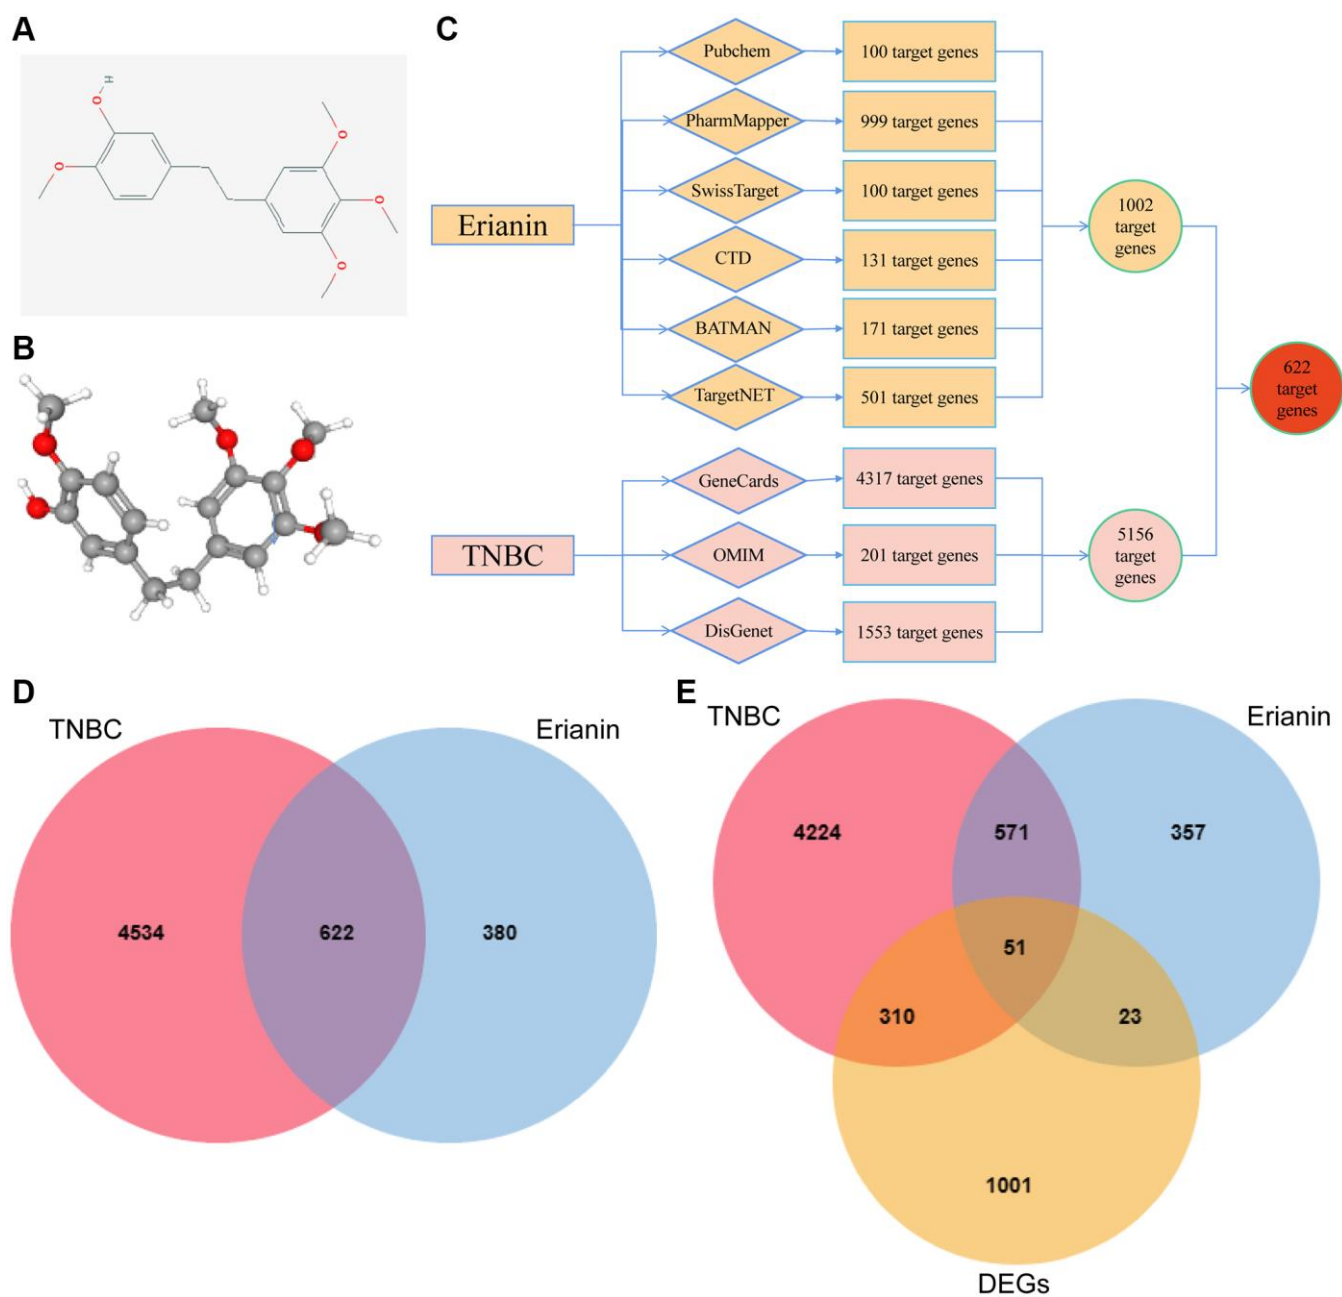 A
H
O
O
O
O
O
B
C
Erianin
Pubchem
100 target genes
PharmMapper
999 target genes
SwissTarget
100 target genes
CTD
131 target genes
BATMAN
171 target genes
TargetNET
501 target genes
1002
target
genes
622
target
genes
TNBC
GeneCards
4317 target genes
OMIM
201 target genes
DisGenet
1553 target genes
5156
target
genes
D
TNBC
Erianin
4534
622
380
E
TNBC
Erianin
4224
571
357
51
310
23
1001
DEGs